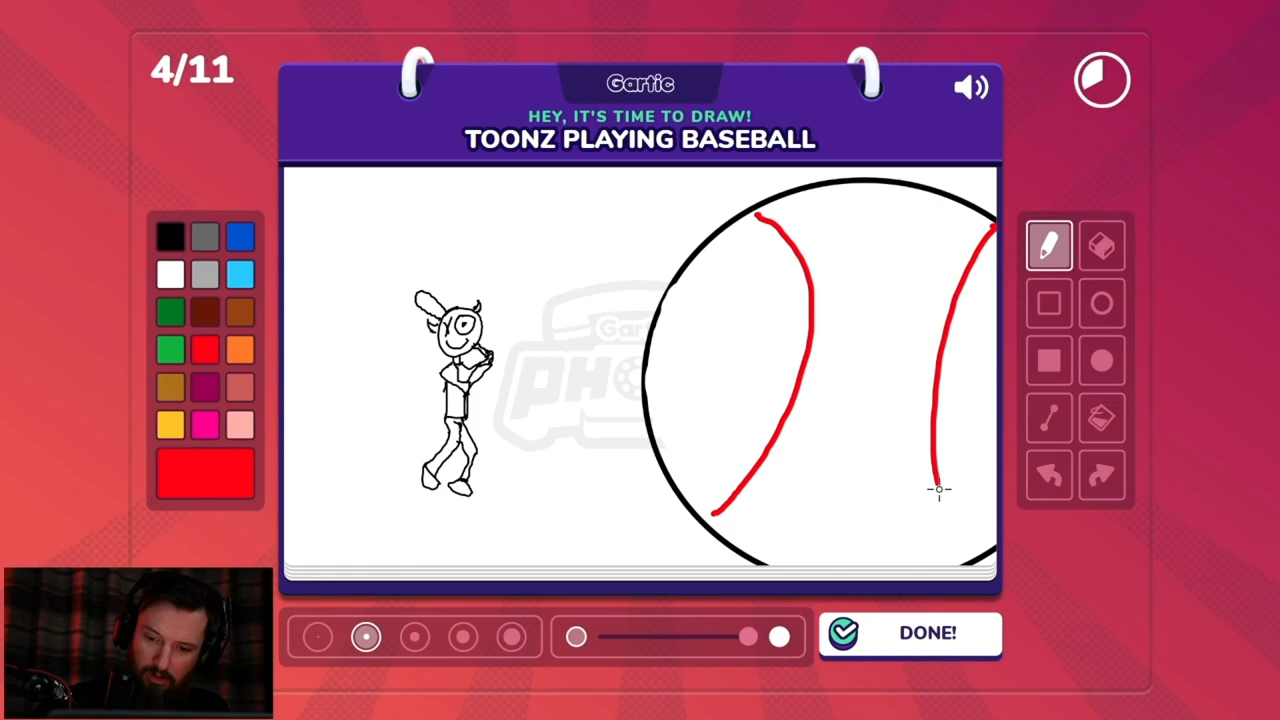 4/11
Gartic
HEY, IT'S TIME TO DRAW!
TOONZ PLAYING BASEBALL
DONE!